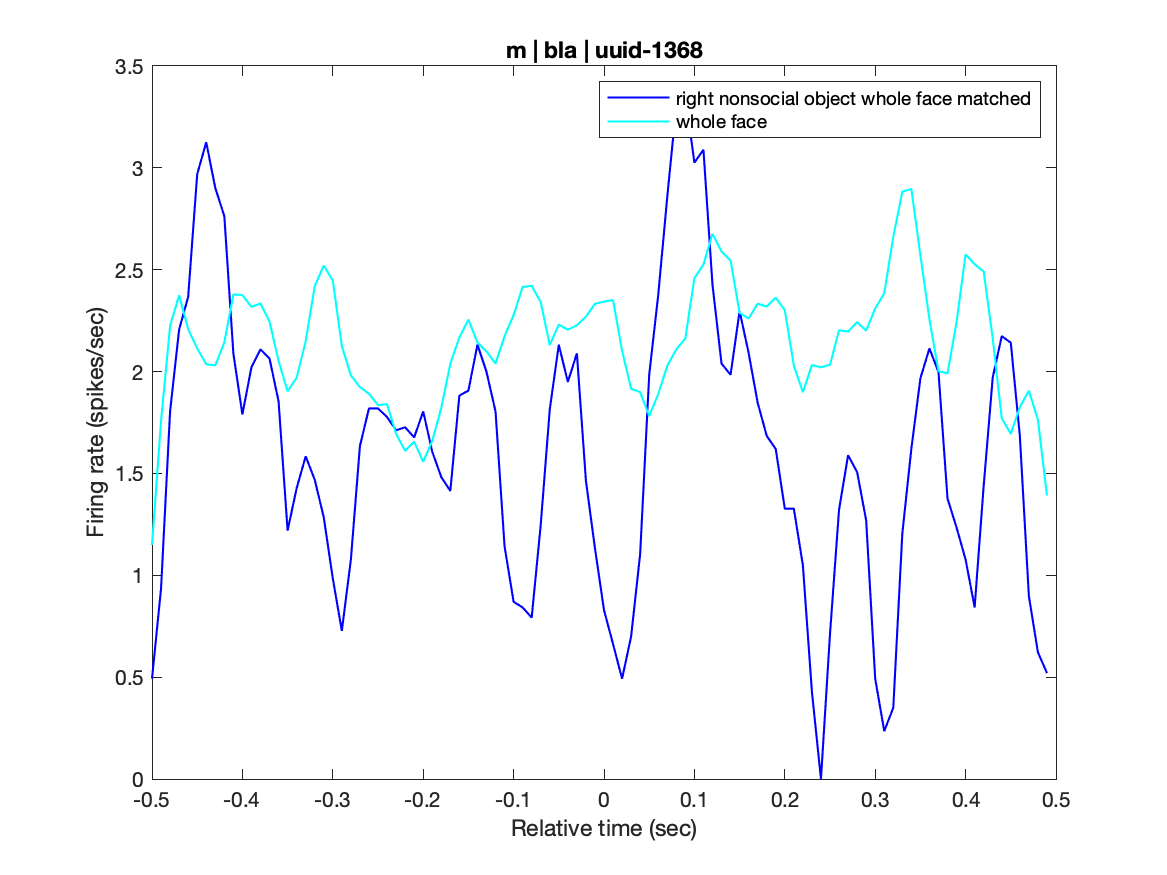 m | bla | uuid-1368
3.5
right nonsocial object whole face matched
whole face
3
2.5
2
1.5
1
0.5
0
Firing rate (spikes/sec)
-0.5 -0.4 -0.3 -0.2 -0.1 0 0.1 0.2 0.3 0.4 0.5
Relative time (sec)